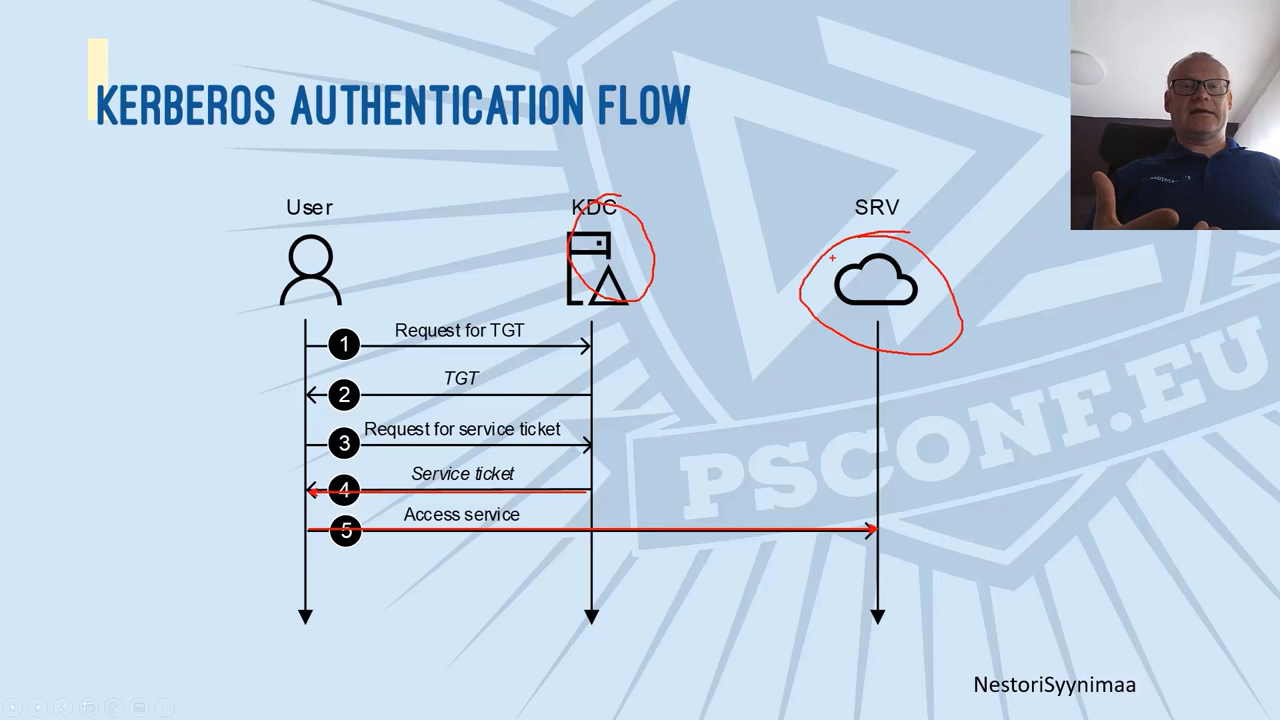 KERBEROS AUTHENTICATION FLOW
User
KDC
SRV
1
Request for TGT
2
TGT
3
Request for service ticket
4
Service ticket
5
Access service
PSCONF.EU
NestoriSyynimaa